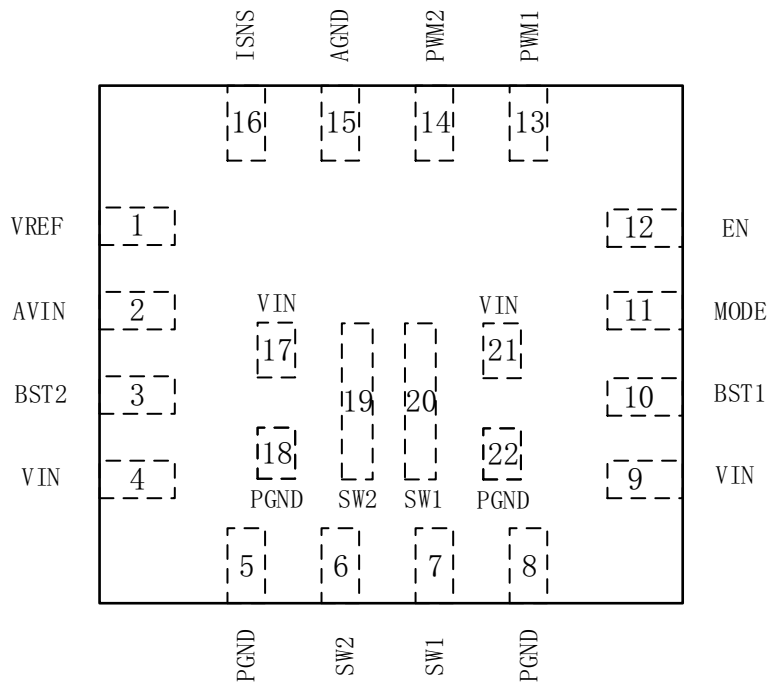 ISNS AGND PWM2 PWM1
16 15 14 13
VREF 1 12 EN
AVIN 2 11 MODE
VIN VIN
17 21
BST2 3 19 20 10 BST1
18 22
VIN 4 9 VIN
PGND SW2 SW1 PGND
5 6 7 8
PGND SW2 SW1 PGND